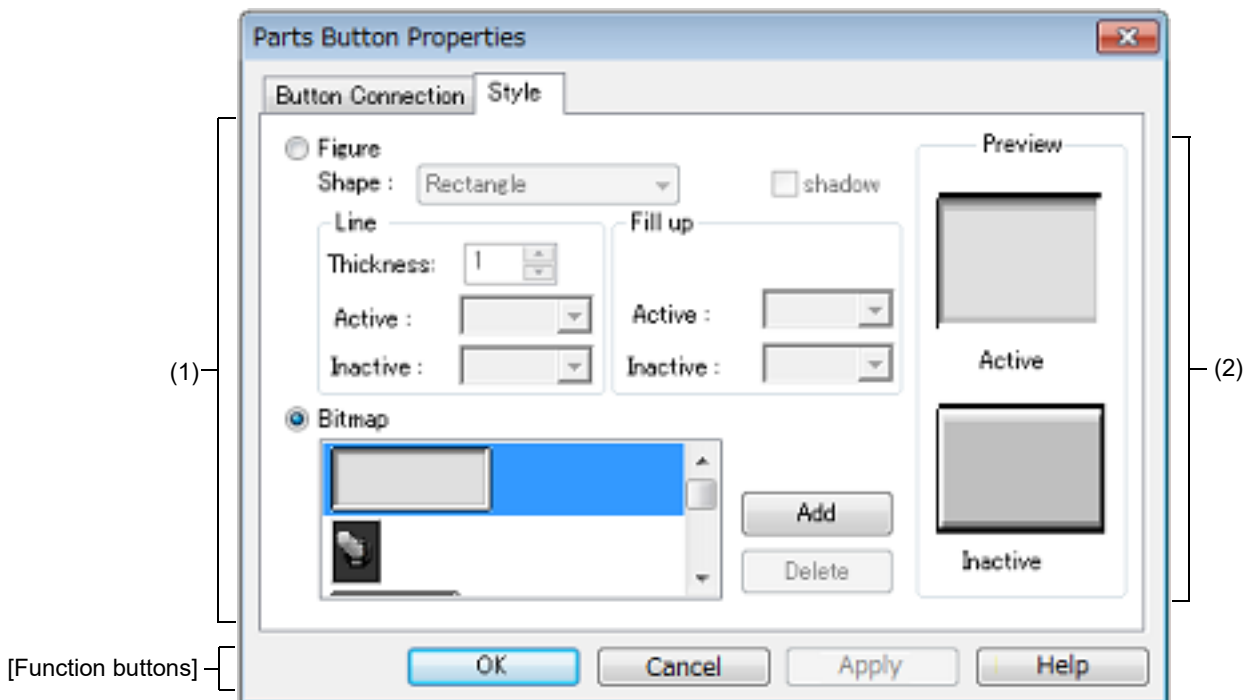 Parts Button Properties
Button Connection Style
Figure
Shape : Rectangle shadow
Line
Thickness: 1
Active :
Inactive :
Fill up
Active :
Inactive :
Bitmap
Add
Delete
Preview
Active
Inactive
(1)
(2)
[Function buttons]
OK Cancel Apply Help